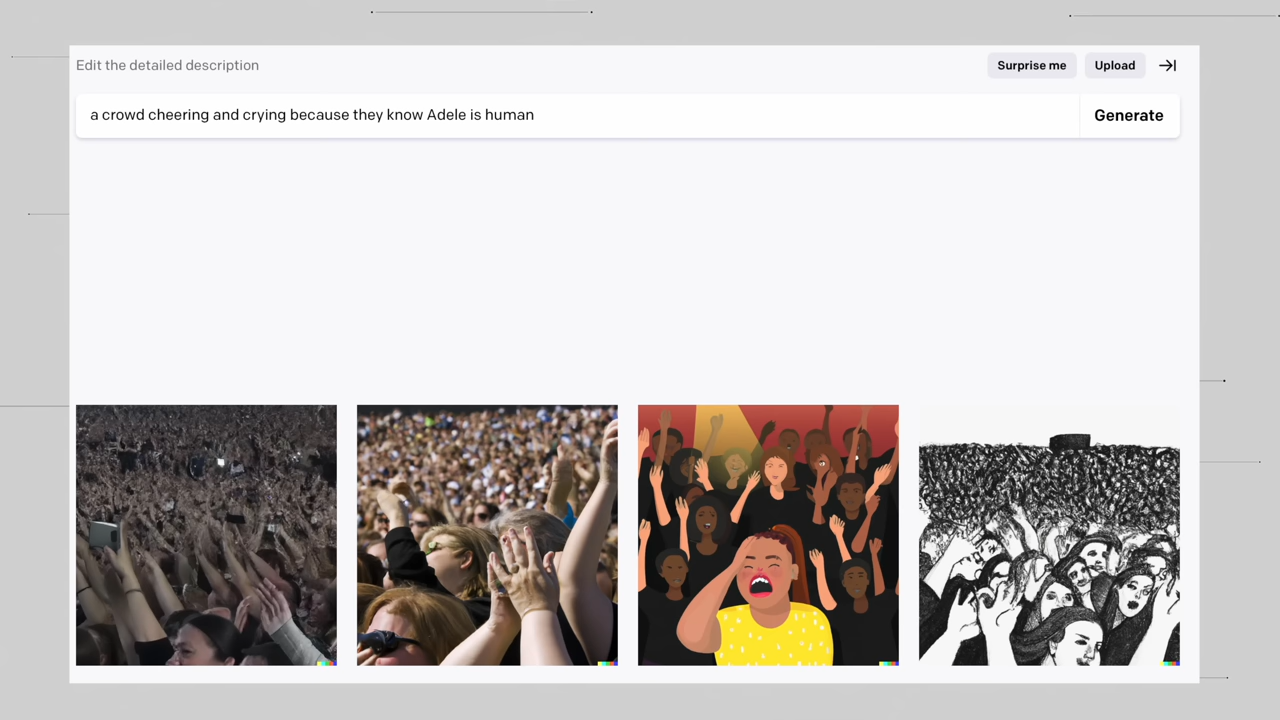 Edit the detailed description
Surprise me
Upload
a crowd cheering and crying because they know Adele is human
Generate